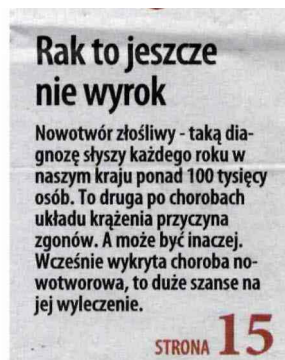 Rak to jeszcze
nie wyrok
Nowotwór złośliwy - taką dia-
gnozę słyszy każdego roku w
naszym kraju ponad 100 tysięcy
osób. To druga po chorobach
układu krążenia przyczyna
zgonów. A może być inaczej.
Wcześnie wykryta choroba no-
wotworowa, to duże szanse na
jej wyleczenie.
STRONA 15